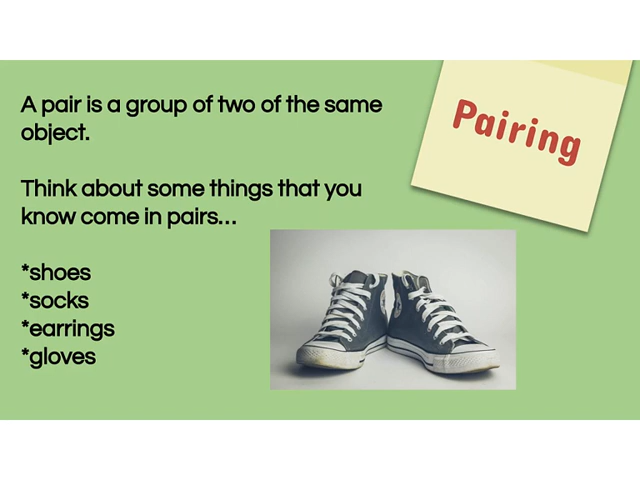 Pairing
A pair is a group of two of the same
object.
Think about some things that you
know come in pairs...
*shoes
*socks
*earrings
*gloves